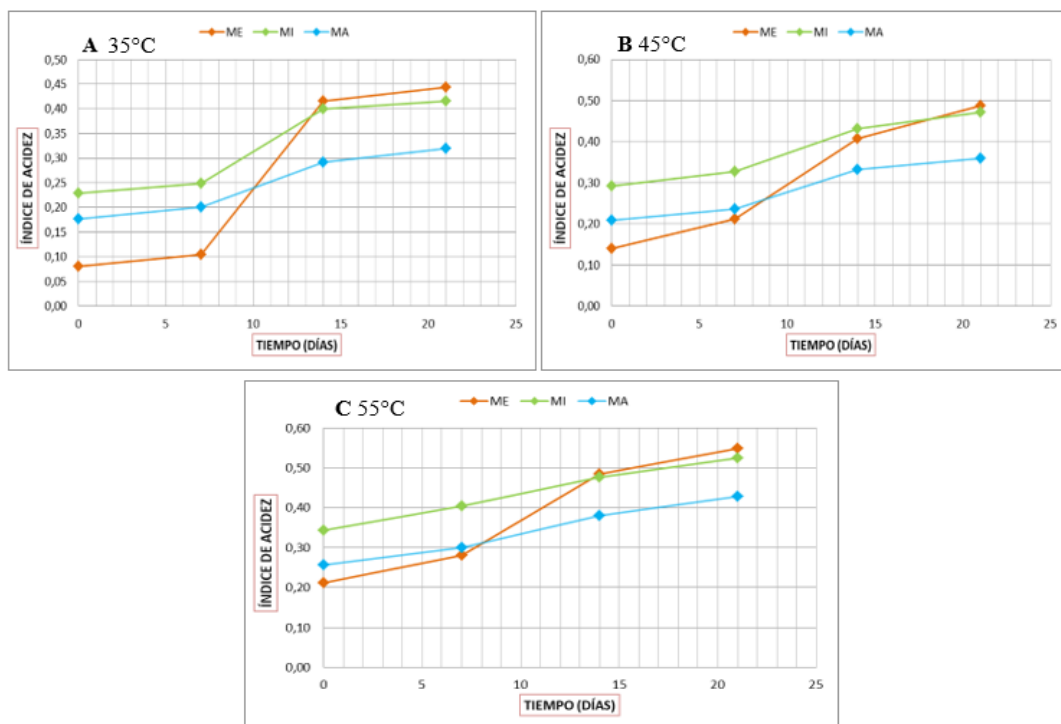 A 35°C
ME MI MA
0,50
0,45
0,40
0,35
0,30
0,25
0,20
0,15
0,10
0,05
0,00
ÍNDICE DE ACIDEZ
0 5 10 15 20 25
TIEMPO (DÍAS)
B 45°C
ME MI MA
0,60
0,50
0,40
0,30
0,20
0,10
0,00
ÍNDICE DE ACIDEZ
0 5 10 15 20 25
TIEMPO (DÍAS)
C 55°C
ME MI MA
0,60
0,50
0,40
0,30
0,20
0,10
0,00
ÍNDICE DE ACIDEZ
0 5 10 15 20 25
TIEMPO (DÍAS)